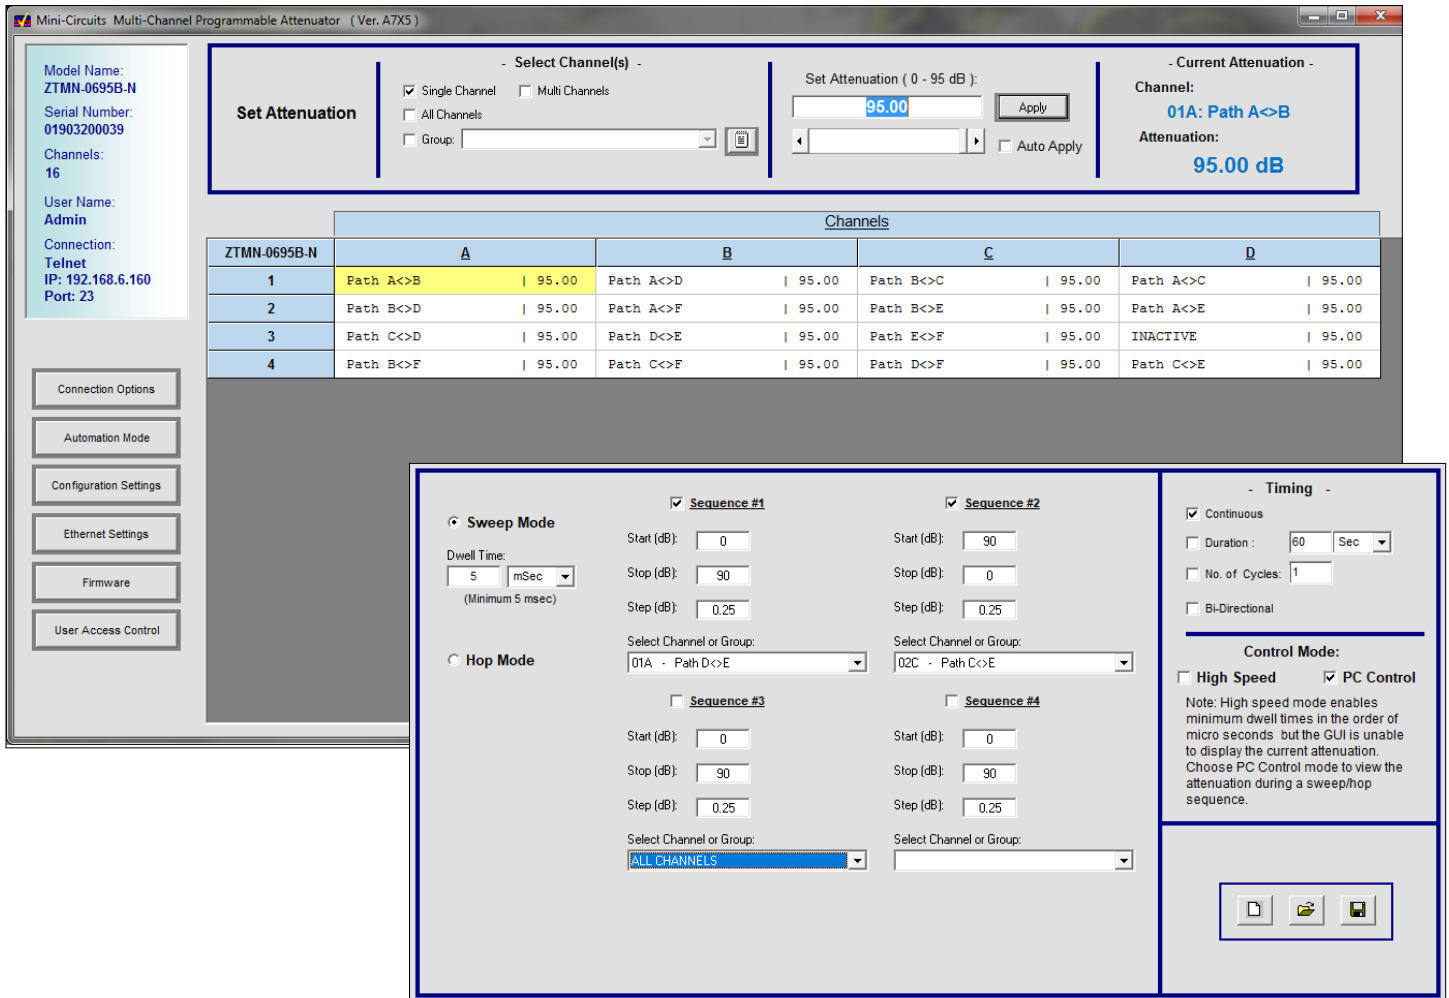 Mini-Circuits Multi-Channel Programmable Attenuator ( Ver. A7X5 )
Model Name:
ZTMN-0695B-N
Serial Number:
01903200039
Channels:
16
User Name:
Admin
Connection:
Telnet
IP: 192.168.6.160
Port: 23
Connection Options
Automation Mode
Configuration Settings
Ethernet Settings
Firmware
User Access Control
Set Attenuation
- Select Channel(s) -
Single Channel Multi Channels
All Channels
Group:
Set Attenuation ( 0 - 95 dB ):
95.00 Apply
Auto Apply
- Current Attenuation -
Channel:
01A: Path A<>B
Attenuation:
95.00 dB
Channels
ZTMN-0695B-N A B C D
1 Path A<>B | 95.00 Path A<>D | 95.00 Path B<>C | 95.00 Path A<>C | 95.00
2 Path B<>D | 95.00 Path A<>F | 95.00 Path B<>E | 95.00 Path A<>E | 95.00
3 Path C<>D | 95.00 Path D<>E | 95.00 Path E<>F | 95.00 INACTIVE | 95.00
4 Path B<>F | 95.00 Path C<>F | 95.00 Path D<>F | 95.00 Path C<>E | 95.00
Sweep Mode
Dwell Time:
5 mSec
(Minimum 5 msec)
Hop Mode
Sequence #1
Start (dB): 0
Stop (dB): 90
Step (dB): 0.25
Select Channel or Group:
01A - Path D<>E
Sequence #2
Start (dB): 90
Stop (dB): 0
Step (dB): 0.25
Select Channel or Group:
02C - Path C<>E
Sequence #3
Start (dB): 0
Stop (dB): 90
Step (dB): 0.25
Select Channel or Group:
ALL CHANNELS
Sequence #4
Start (dB): 0
Stop (dB): 90
Step (dB): 0.25
Select Channel or Group:
- Timing -
Continuous
Duration : 60 Sec
No. of Cycles: 1
Bi-Directional
Control Mode:
High Speed PC Control
Note: High speed mode enables
minimum dwell times in the order of
micro seconds but the GUI is unable
to display the current attenuation.
Choose PC Control mode to view the
attenuation during a sweep/hop
sequence.